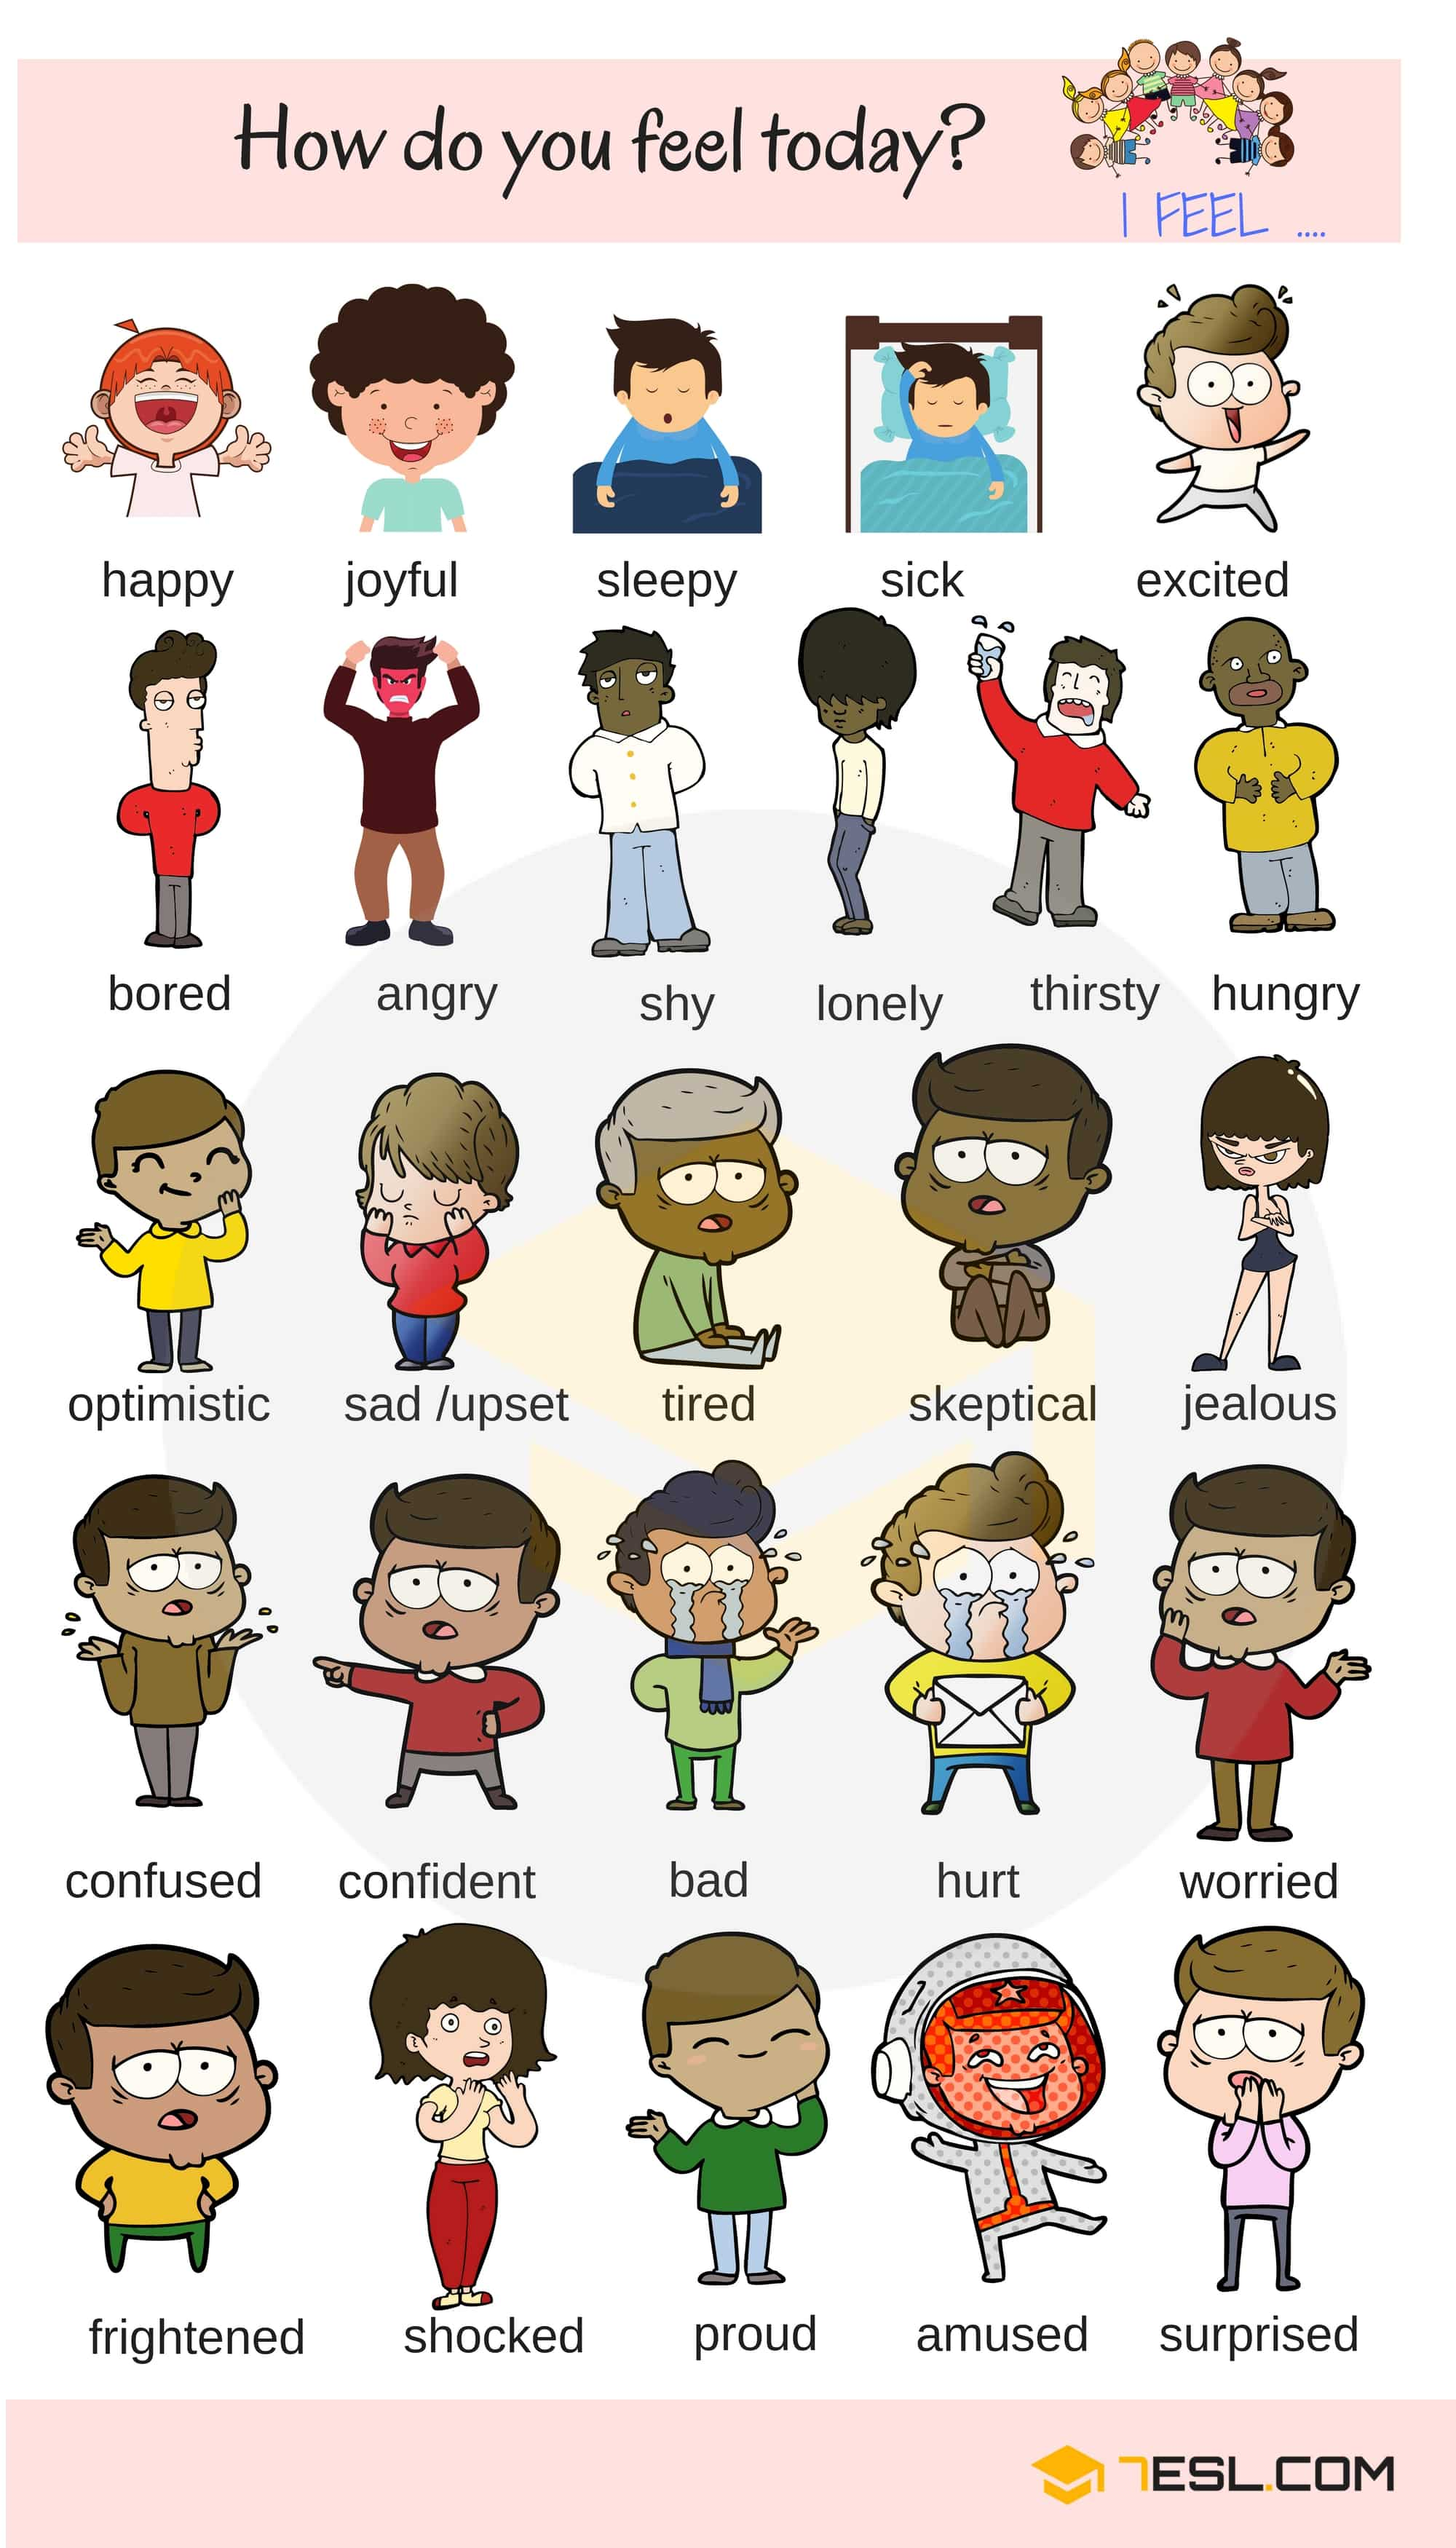 How do you feel today?
I FEEL ....
happy joyful sleepy sick excited
bored angry shy lonely thirsty hungry
optimistic sad /upset tired skeptical jealous
confused confident bad hurt worried
frightened shocked proud amused surprised
7ESL.COM